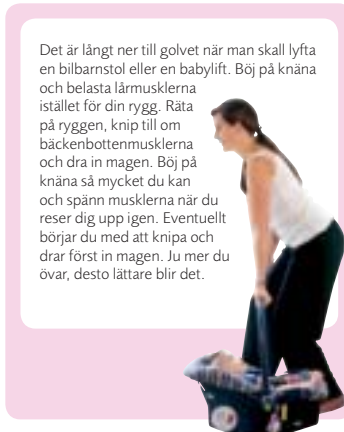 Det är långt ner till golvet när man skall lyfta
en bilbarnstol eller en babylift. Böj på knäna
och belasta lårmusklerna
istället för din rygg. Räta
på ryggen, knip till om
bäckenbottenmusklerna
och dra in magen. Böj på
knäna så mycket du kan
och spänn musklerna när du
reser dig upp igen. Eventuellt
börjar du med att knipa och
drar först in magen. Ju mer du
övar, desto lättare blir det.